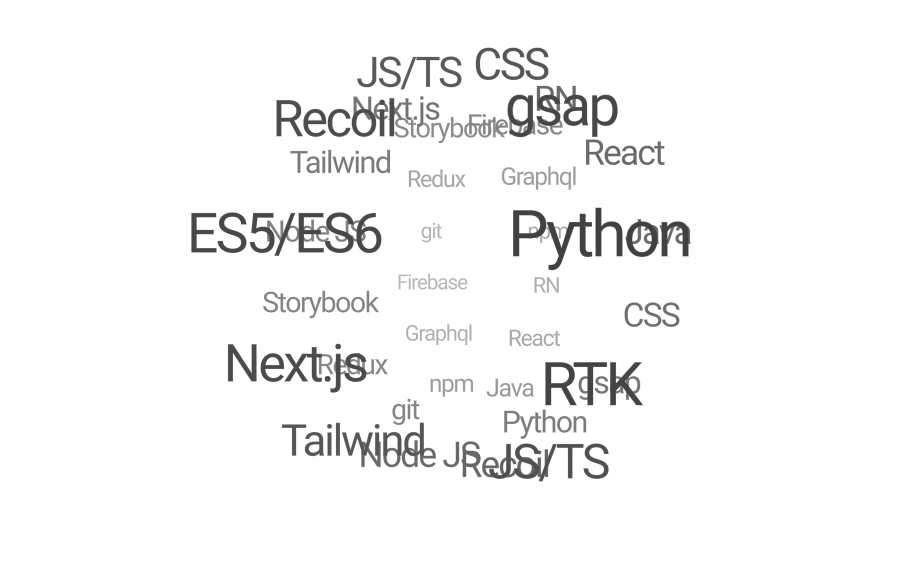 JS/TS CSS
RN
Recoil Next.js gsap
Storybook Firebase
React
Tailwind
Redux Graphql
ES5/ES6 Node JS git Python npm Java
Firebase RN
Storybook CSS
Graphql React
Next.js Redux
npm Java RTK gsap
git Python
Tailwind Node JS Recoil JS/TS